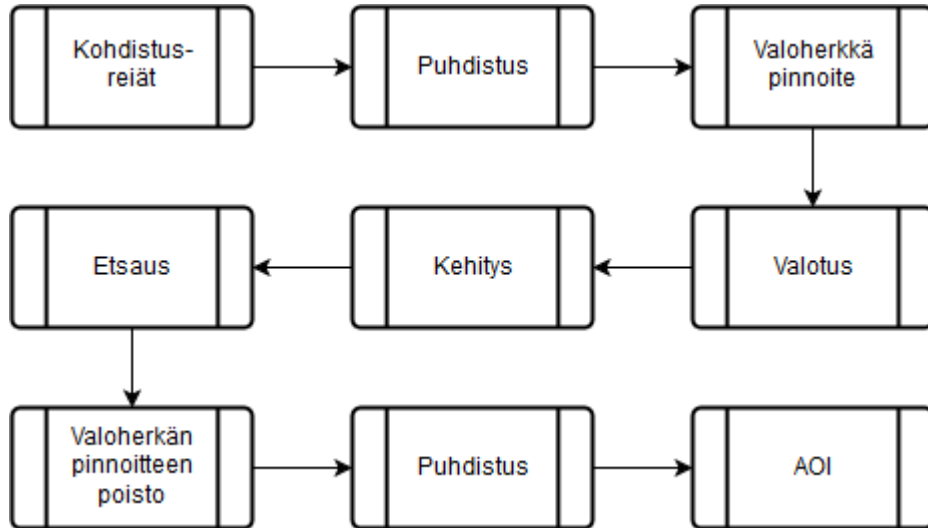 Kohdistus-
reiät
Puhdistus
Valoherkkä
pinnoite
Valotus
Kehitys
Etsaus
Valoherkän
pinnoitteen
poisto
Puhdistus
AOI